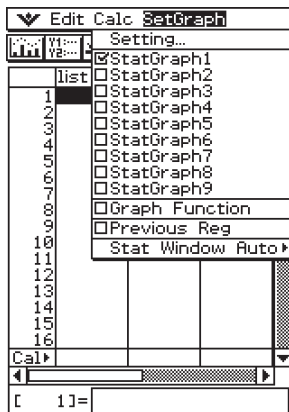 Edit Calc SetGraph
Y1:
Y2:
Setting...
StatGraph1
StatGraph2
StatGraph3
StatGraph4
StatGraph5
StatGraph6
StatGraph7
StatGraph8
StatGraph9
Graph Function
Previous Reg
Stat Window Auto
list
1
2
3
4
5
6
7
8
9
10
11
12
13
14
15
16
Cal
[ 1]=